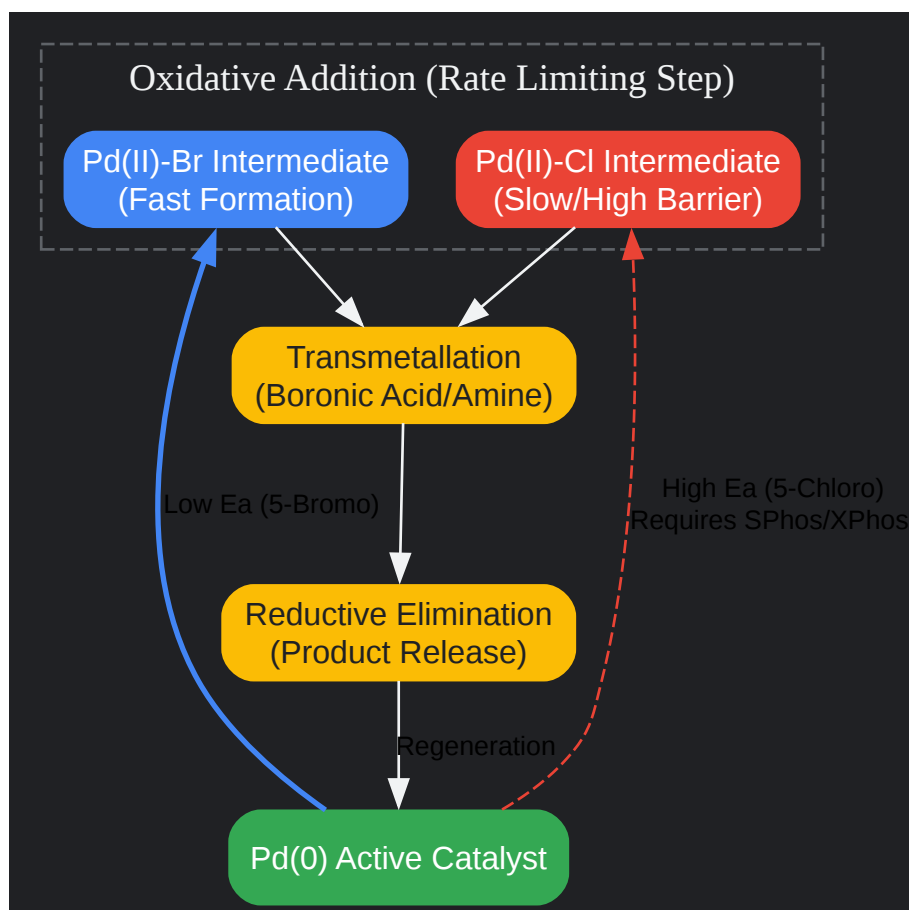 Oxidative Addition (Rate Limiting Step)
Pd(II)-Br Intermediate
(Fast Formation)
Pd(II)-Cl Intermediate
(Slow/High Barrier)
Transmetallation
(Boronic Acid/Amine)
Low Ea (5-Bromo)
High Ea (5-Chloro)
Requires SPhos/XPhos
Reductive Elimination
(Product Release)
Regeneration
Pd(0) Active Catalyst